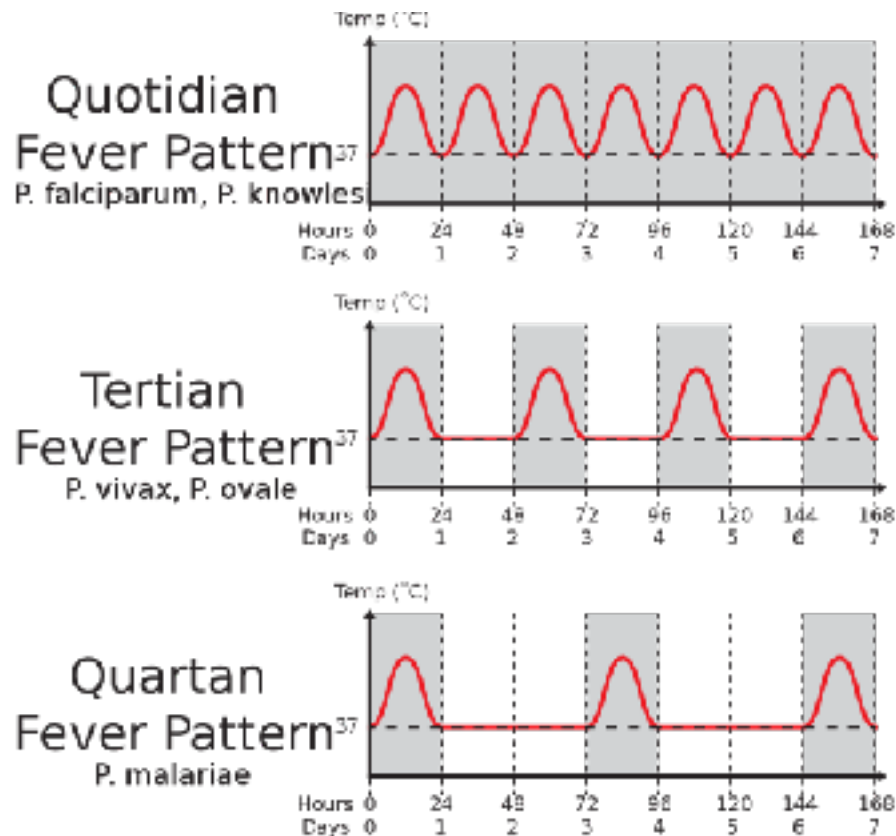 Temp (°C)
Quotidian
Fever Pattern
37
P. falciparum, P. knowlesi
Hours 0 24 48 72 96 120 144 168
Days 0 1 2 3 4 5 6 7
Temp (°C)
Tertian
Fever Pattern
37
P. vivax, P. ovale
Hours 0 24 48 72 96 120 144 168
Days 0 1 2 3 4 5 6 7
Temp (°C)
Quartan
Fever Pattern
37
P. malariae
Hours 0 24 48 72 96 120 144 168
Days 0 1 2 3 4 5 6 7